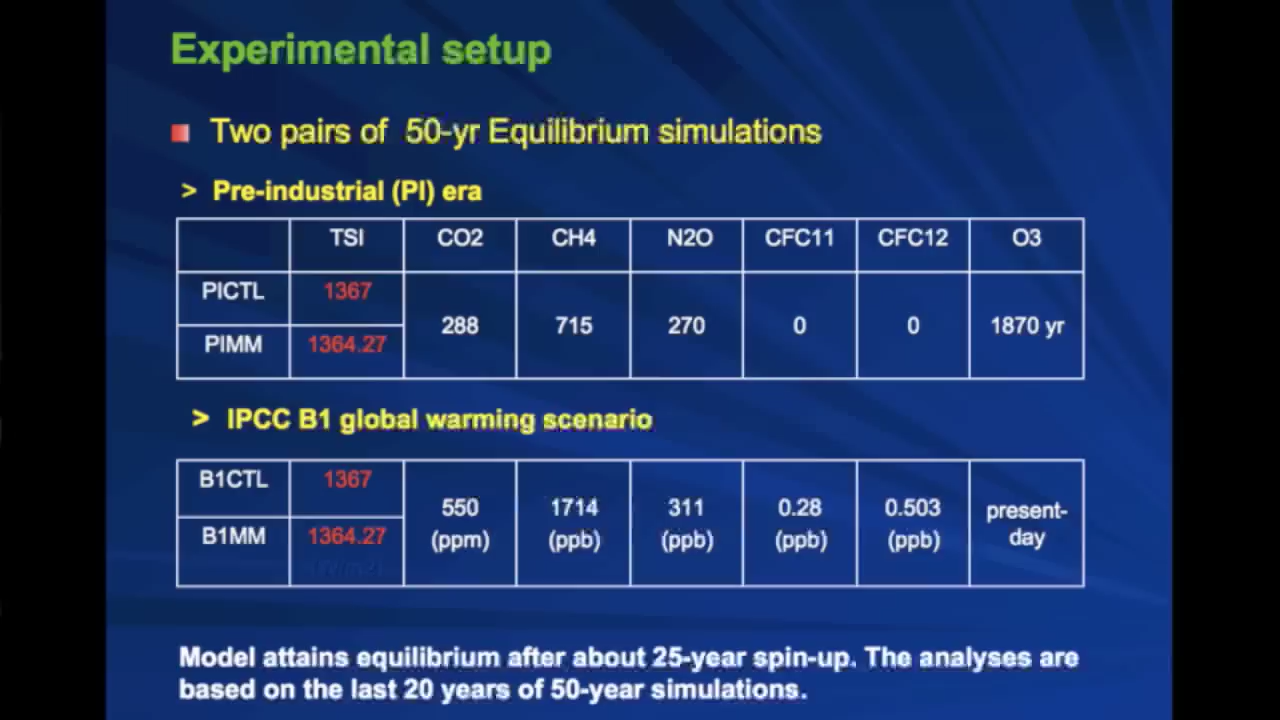 Experimental setup
Two pairs of 50-yr Equilibrium simulations
> Pre-industrial (PI) era
TSI CO2 CH4 N2O CFC11 CFC12 O3
PICTL 1367
288 715 270 0 0 1870 yr
PIMM 1364.27
> IPCC B1 global warming scenario
B1CTL 1367
550 1714 311 0.28 0.503 present-
(ppm) (ppb) (ppb) (ppb) (ppb) day
B1MM 1364.27
Model attains equilibrium after about 25-year spin-up. The analyses are
based on the last 20 years of 50-year simulations.